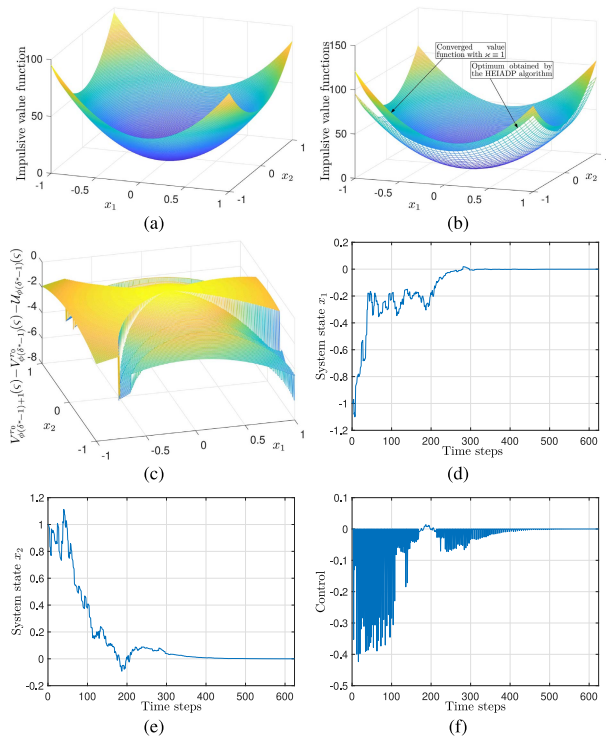 Impulsive value functions
100
50
0
-1
-0.5
0
0.5
1
x₁
-1
0
1
x₂
(a)
Impulsive value functions
150
100
50
0
-1
-0.5
0
0.5
1
x₁
-1
0
1
x₂
Converged value
function with ϰ ≡ 1
Optimum obtained by
the HEIADP algorithm
(b)
0
-2
-4
-6
-8
1
0
-1
x₂
-1
-0.5
0
0.5
1
x₁
(c)
System state x₁
0.2
0
-0.2
-0.4
-0.6
-0.8
-1
-1.2
0 100 200 300 400 500 600
Time steps
(d)
System state x₂
1.2
1
0.8
0.6
0.4
0.2
0
-0.2
0 100 200 300 400 500 600
Time steps
(e)
Control
0.1
0
-0.1
-0.2
-0.3
-0.4
-0.5
0 100 200 300 400 500 600
Time steps
(f)